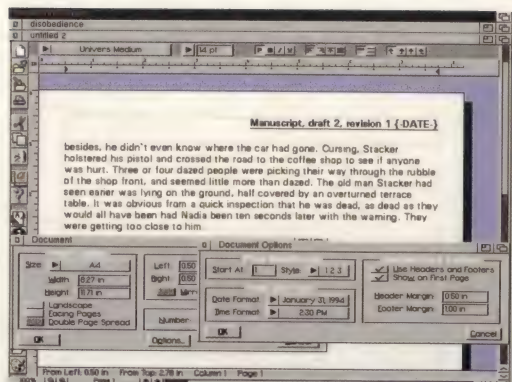 disobedience
untitled 2
Univers Medium 14 pt P B I U
Manuscript, draft 2, revision 1 {-DATE-}
besides, he didn't even know where the car had gone. Cursing, Stacker
holstered his pistol and crossed the road to the coffee shop to see if anyone
was hurt. Three or four dazed people were picking their way through the rubble
of the shop front, and seemed little more than dazed. The old man Stacker had
seen earier was lying on the ground, half covered by an overturned terrace
table. It was obvious from a quick inspection that he was dead, as dead as they
would all have been had Nadia been ten seconds later with the warning. They
were getting too close to him
Document
Size: A4
Width 8.27 in
Height 11.71 in
Landscape
Facing Pages
Double Page Spread
OK
Left: 0.50
Right: 0.50
Mirr
Number
Options..
Document Options
Start At 1 Style: 1 2 3
Date Format January 31, 1994
Time Format 2:30 PM
OK
Use Headers and Footers
Show on First Page
Header Margin: 0.50 in
Footer Margin: 1.00 in
Cancel
From Left: 0.50 in From Top: 2.78 in Column 1 Page 1
100% Page 1